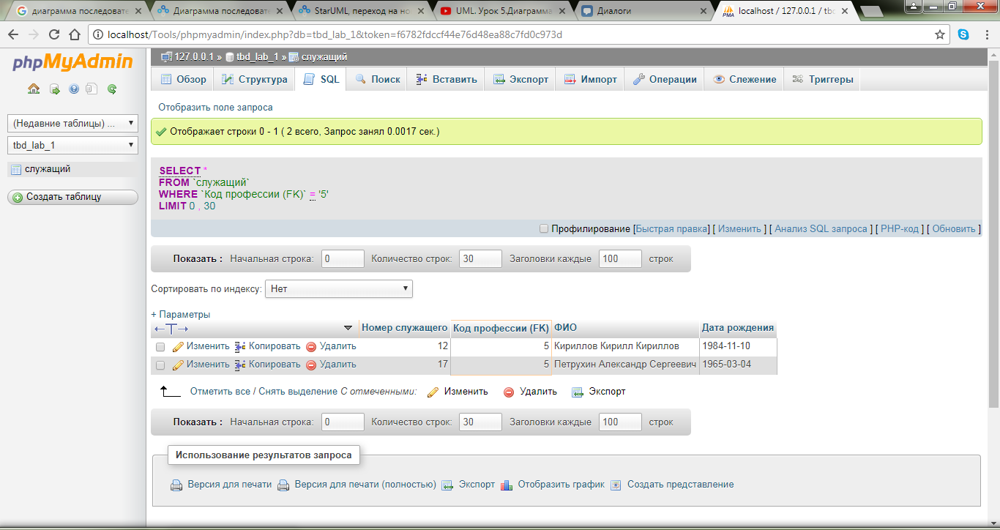 диаграмма последоват
Диаграмма последоват
StarUML, переход на но
UML. Урок 5.Диаграмма
Диалоги
localhost / 127.0.0.1 / tbd
localhost/Tools/phpmyadmin/index.php?db=tbd_lab_1&token=f6782fdccf44e76d48ea88c7fd0c973d
phpMyAdmin
(Недавние таблицы) ...
tbd_lab_1
служащий
Создать таблицу
127.0.0.1 » tbd_lab_1 » служащий
Обзор Структура SQL Поиск Вставить Экспорт Импорт Операции Слежение Триггеры
Отобразить поле запроса
Отображает строки 0 - 1 ( 2 всего, Запрос занял 0.0017 сек.)
SELECT *
FROM `служащий`
WHERE `Код профессии (FK)` = '5'
LIMIT 0 , 30
Профилирование [Быстрая правка] [ Изменить ] [ Анализ SQL запроса ] [ PHP-код ] [ Обновить ]
Показать : Начальная строка: 0 Количество строк: 30 Заголовки каждые 100 строк
Сортировать по индексу: Нет
+ Параметры
←T→ Номер служащего Код профессии (FK) ФИО Дата рождения
Изменить Копировать Удалить 12 5 Кириллов Кирилл Кириллов 1984-11-10
Изменить Копировать Удалить 17 5 Петрухин Александр Сергеевич 1965-03-04
Отметить все / Снять выделение С отмеченными: Изменить Удалить Экспорт
Показать : Начальная строка: 0 Количество строк: 30 Заголовки каждые 100 строк
Использование результатов запроса
Версия для печати Версия для печати (полностью) Экспорт Отобразить график Создать представление